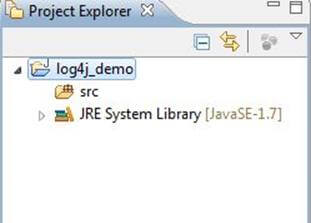 Project Explorer
log4j_demo
src
JRE System Library [JavaSE-1.7]